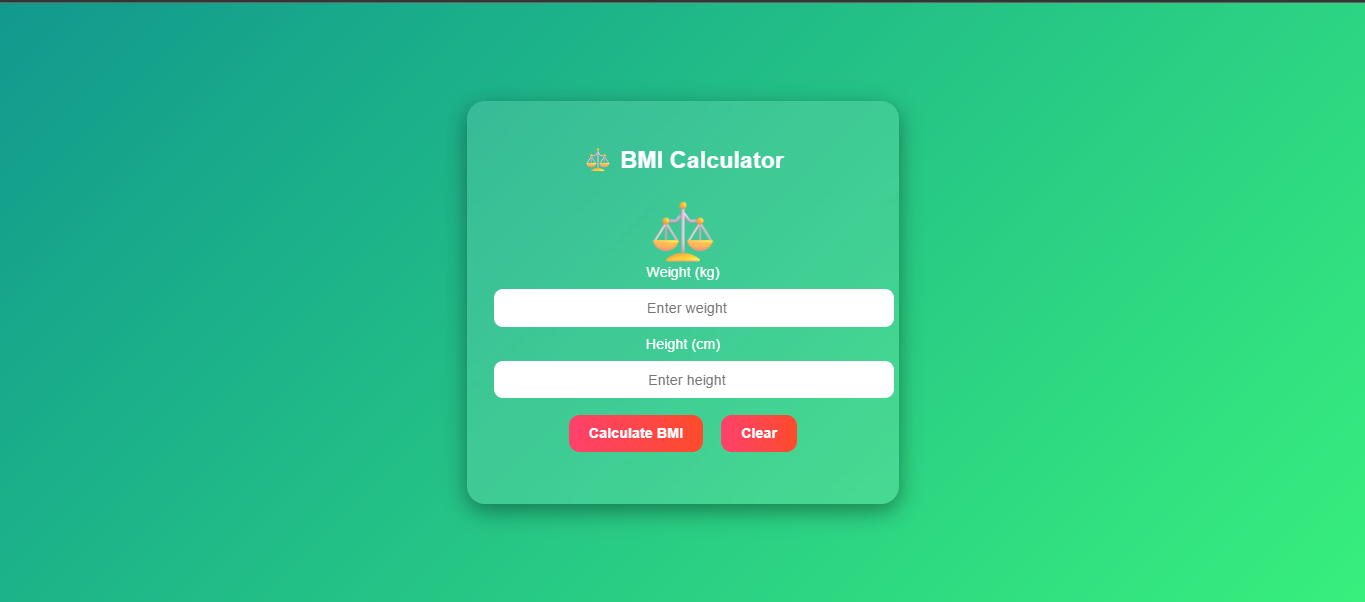 BMI Calculator
Weight (kg)
Enter weight
Height (cm)
Enter height
Calculate BMI Clear